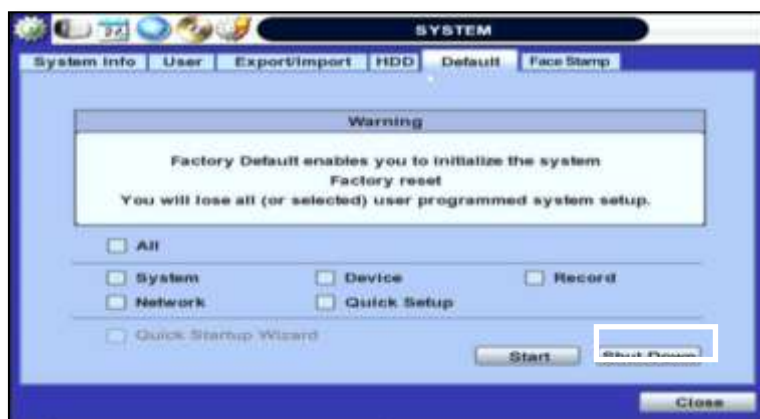 SYSTEM
System Info User Export/Import HDD Default Face Stamp
Warning
Factory Default enables you to initialize the system
Factory reset
You will lose all (or selected) user programmed system setup.
All
System Device Record
Network Quick Setup
Quick Startup Wizard
Start Shut Down
Close